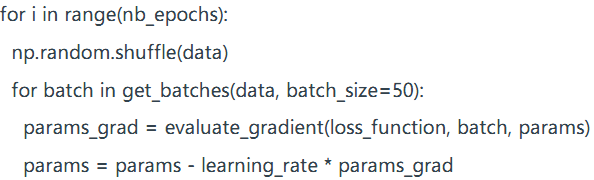 for i in range(nb_epochs):
  np.random.shuffle(data)
  for batch in get_batches(data, batch_size=50):
    params_grad = evaluate_gradient(loss_function, batch, params)
    params = params - learning_rate * params_grad